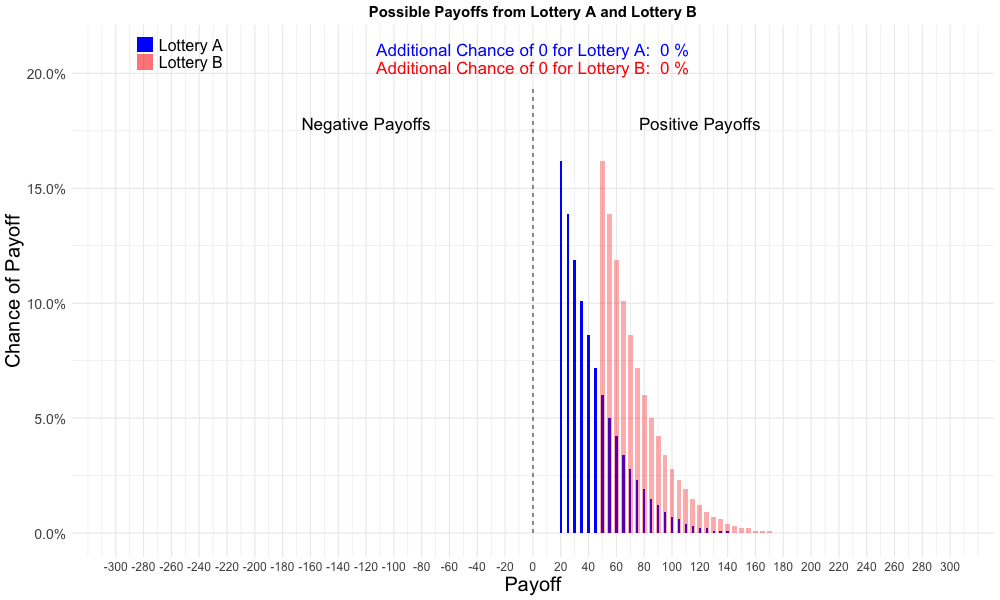 Possible Payoffs from Lottery A and Lottery B
Lottery A
Lottery B
Additional Chance of 0 for Lottery A:  0 %
Additional Chance of 0 for Lottery B:  0 %
Negative Payoffs
Positive Payoffs
Chance of Payoff
20.0%
15.0%
10.0%
5.0%
0.0%
-300 -280 -260 -240 -220 -200 -180 -160 -140 -120 -100 -80 -60 -40 -20 0 20 40 60 80 100 120 140 160 180 200 220 240 260 280 300
Payoff